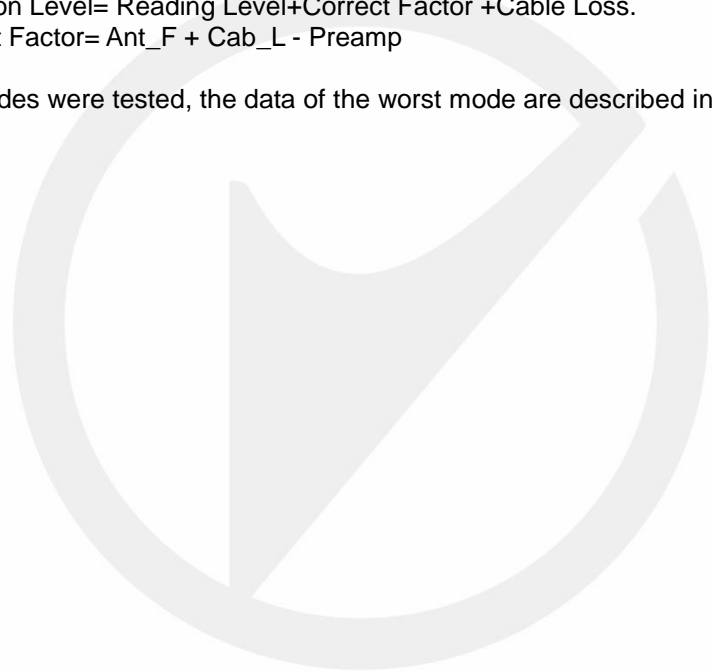 on Level= Reading Level+Correct Factor +Cable Loss.
t Factor= Ant_F + Cab_L - Preamp
des were tested, the data of the worst mode are described in